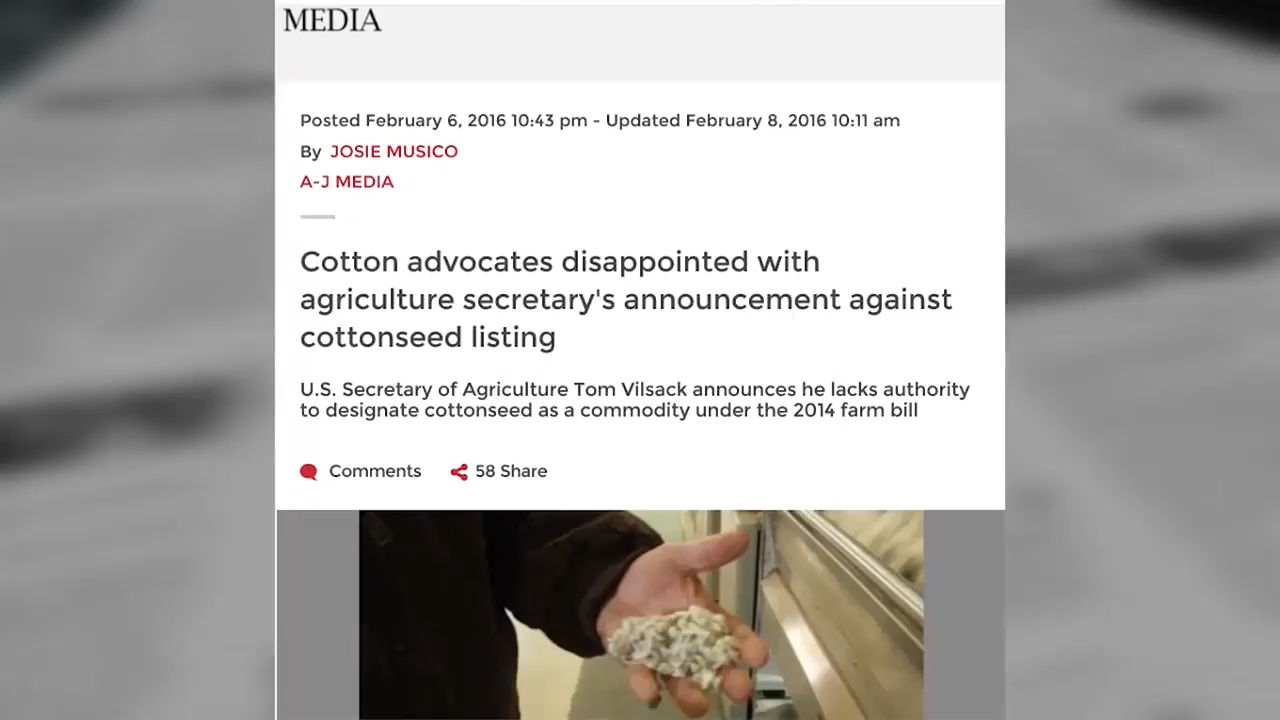 MEDIA
Posted February 6, 2016 10:43 pm - Updated February 8, 2016 10:11 am
By JOSIE MUSICO
A-J MEDIA
Cotton advocates disappointed with
agriculture secretary's announcement against
cottonseed listing
U.S. Secretary of Agriculture Tom Vilsack announces he lacks authority
to designate cottonseed as a commodity under the 2014 farm bill
Comments 58 Share